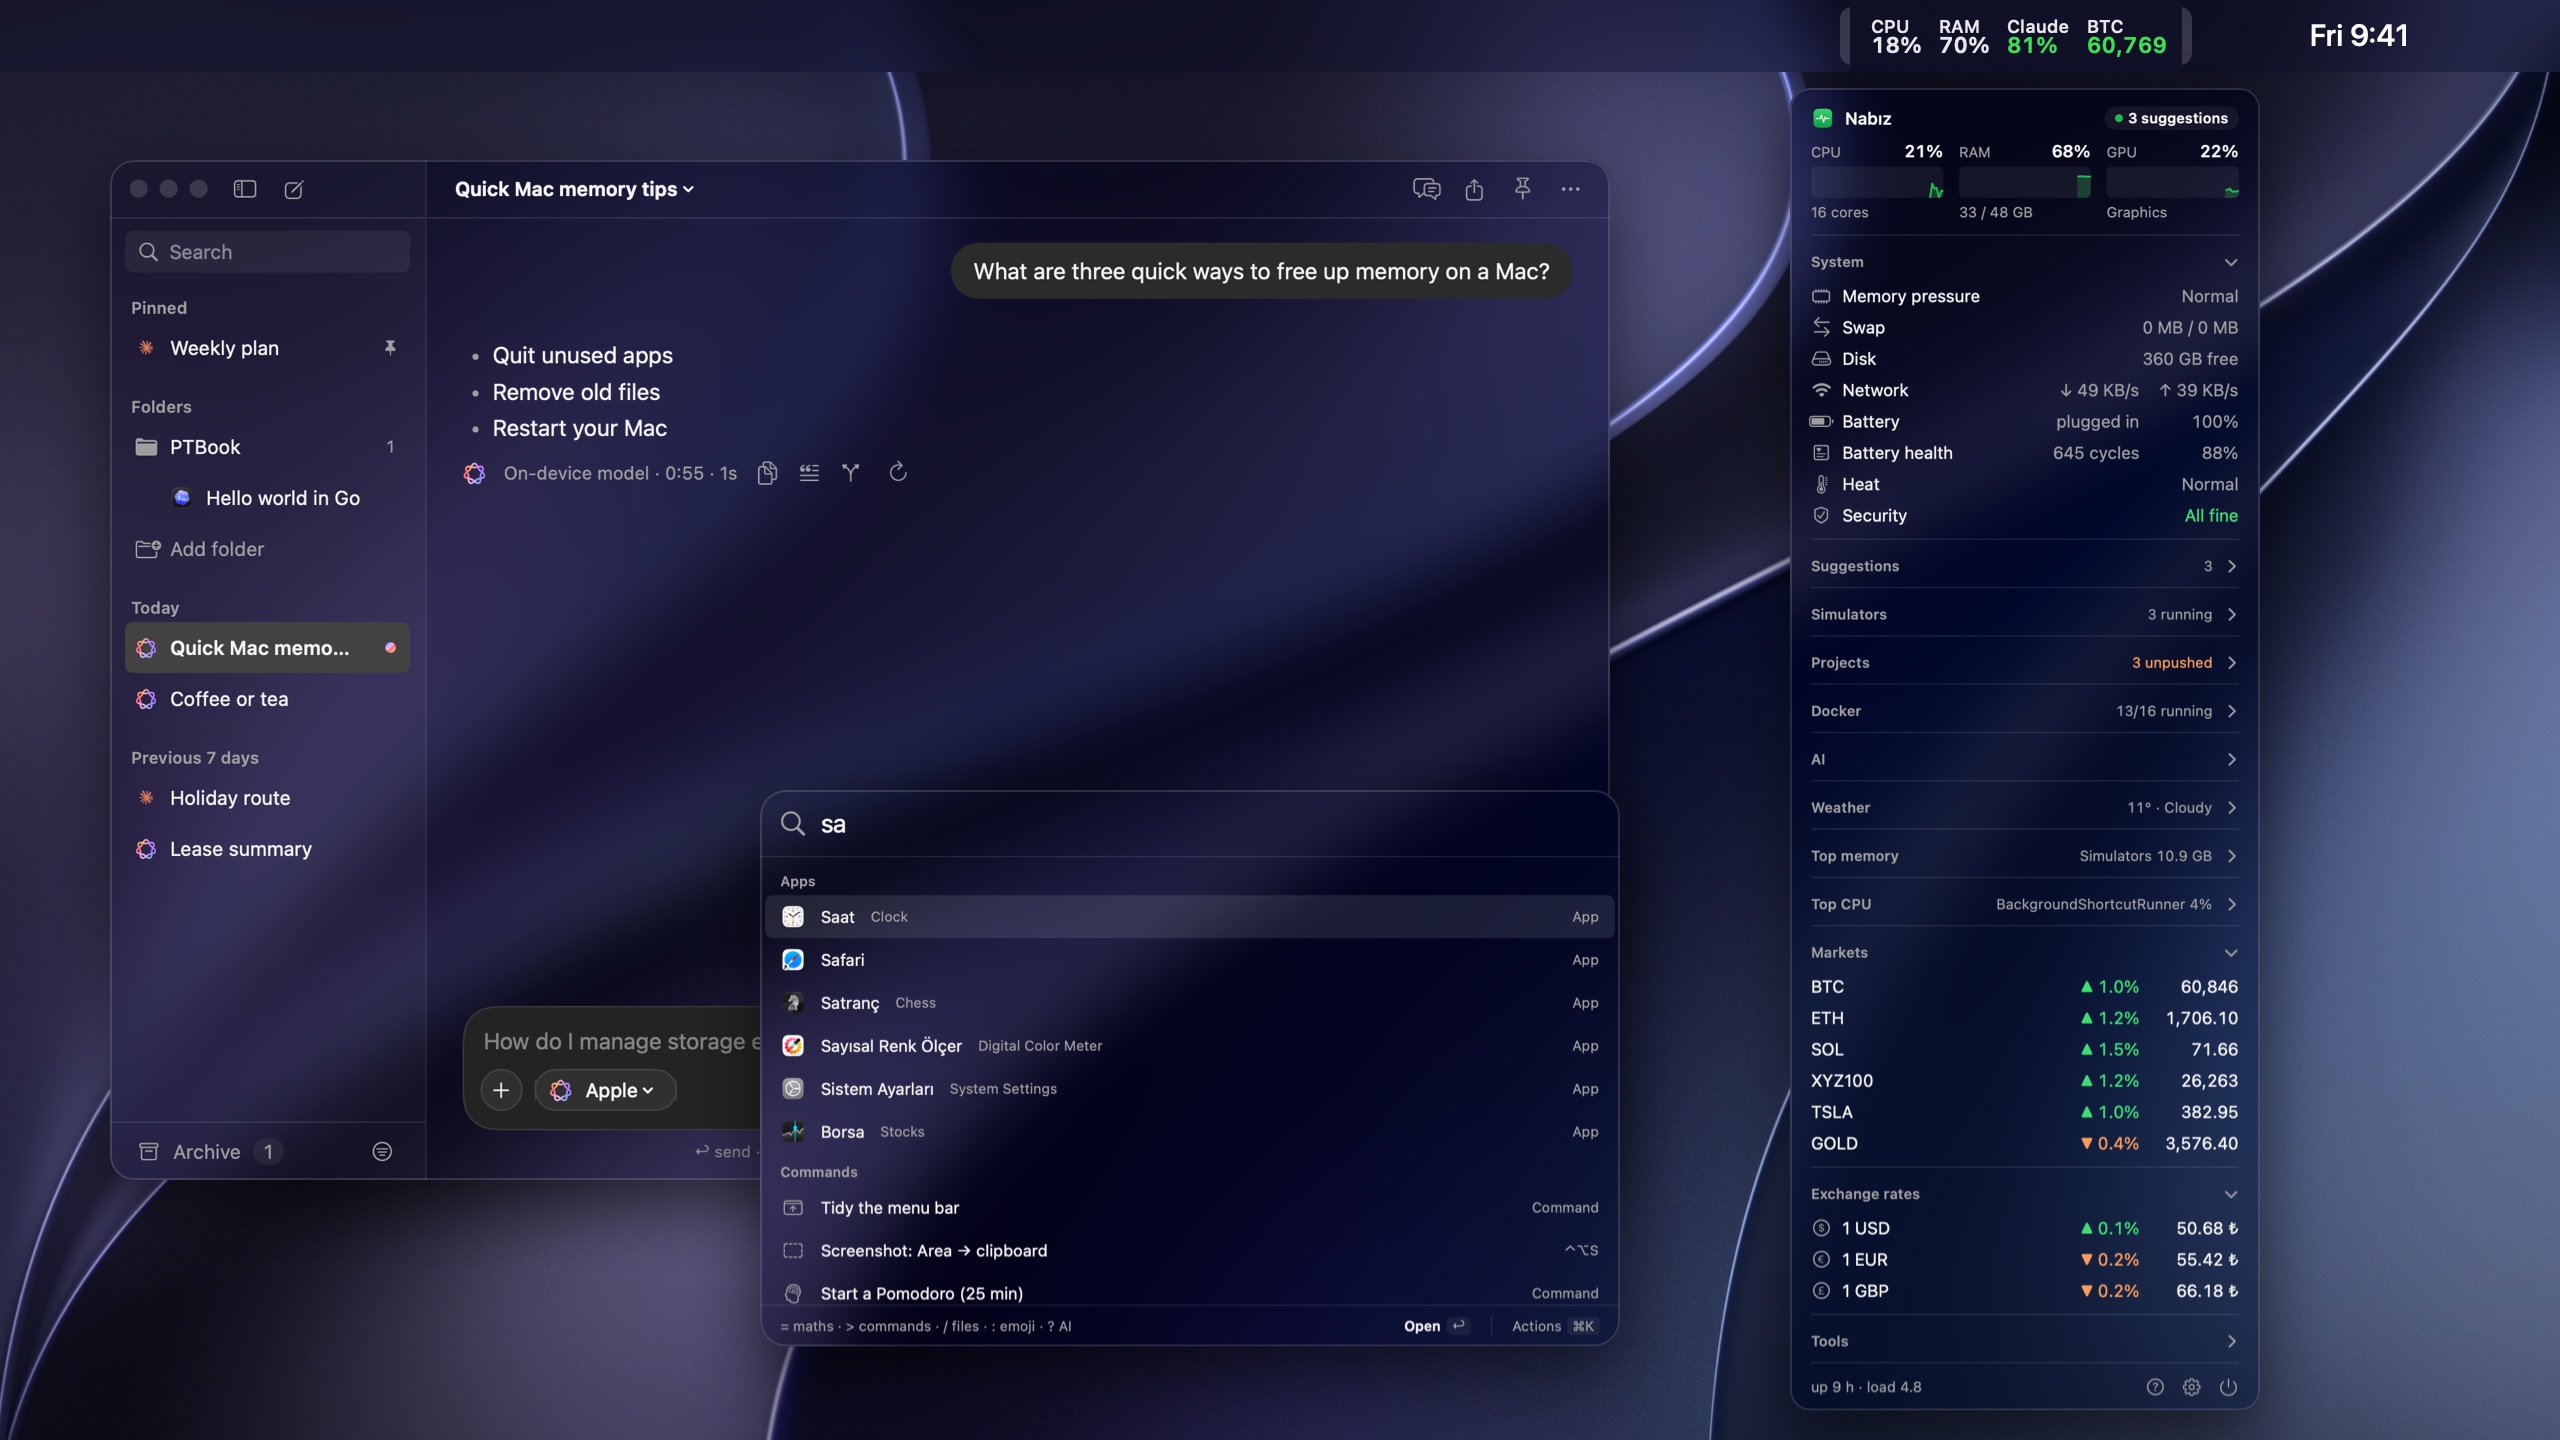 CPU RAM Claude BTC
18% 70% 81% 60,769
Fri 9:41
Quick Mac memory tips
Search
Pinned
Weekly plan
Folders
PTBook 1
Hello world in Go
Add folder
Today
Quick Mac memo...
Coffee or tea
Previous 7 days
Holiday route
Lease summary
Archive 1
What are three quick ways to free up memory on a Mac?
• Quit unused apps
• Remove old files
• Restart your Mac
On-device model · 0:55 · 1s
How do I manage storage
Apple
send ·
sa
Apps
Saat Clock App
Safari App
Satranç Chess App
Sayısal Renk Ölçer Digital Color Meter App
Sistem Ayarları System Settings App
Borsa Stocks App
Commands
Tidy the menu bar Command
Screenshot: Area → clipboard ^⌥S
Start a Pomodoro (25 min) Command
= maths · > commands · / files · : emoji · ? AI Open ↩ Actions ⌘K
Nabız 3 suggestions
CPU 21% RAM 68% GPU 22%
16 cores 33 / 48 GB Graphics
System
Memory pressure Normal
Swap 0 MB / 0 MB
Disk 360 GB free
Network ↓ 49 KB/s ↑ 39 KB/s
Battery plugged in 100%
Battery health 645 cycles 88%
Heat Normal
Security All fine
Suggestions 3
Simulators 3 running
Projects 3 unpushed
Docker 13/16 running
AI
Weather 11° · Cloudy
Top memory Simulators 10.9 GB
Top CPU BackgroundShortcutRunner 4%
Markets
BTC ▲ 1.0% 60,846
ETH ▲ 1.2% 1,706.10
SOL ▲ 1.5% 71.66
XYZ100 ▲ 1.2% 26,263
TSLA ▲ 1.0% 382.95
GOLD ▼ 0.4% 3,576.40
Exchange rates
1 USD ▲ 0.1% 50.68 ₺
1 EUR ▼ 0.2% 55.42 ₺
1 GBP ▼ 0.2% 66.18 ₺
Tools
up 9 h · load 4.8